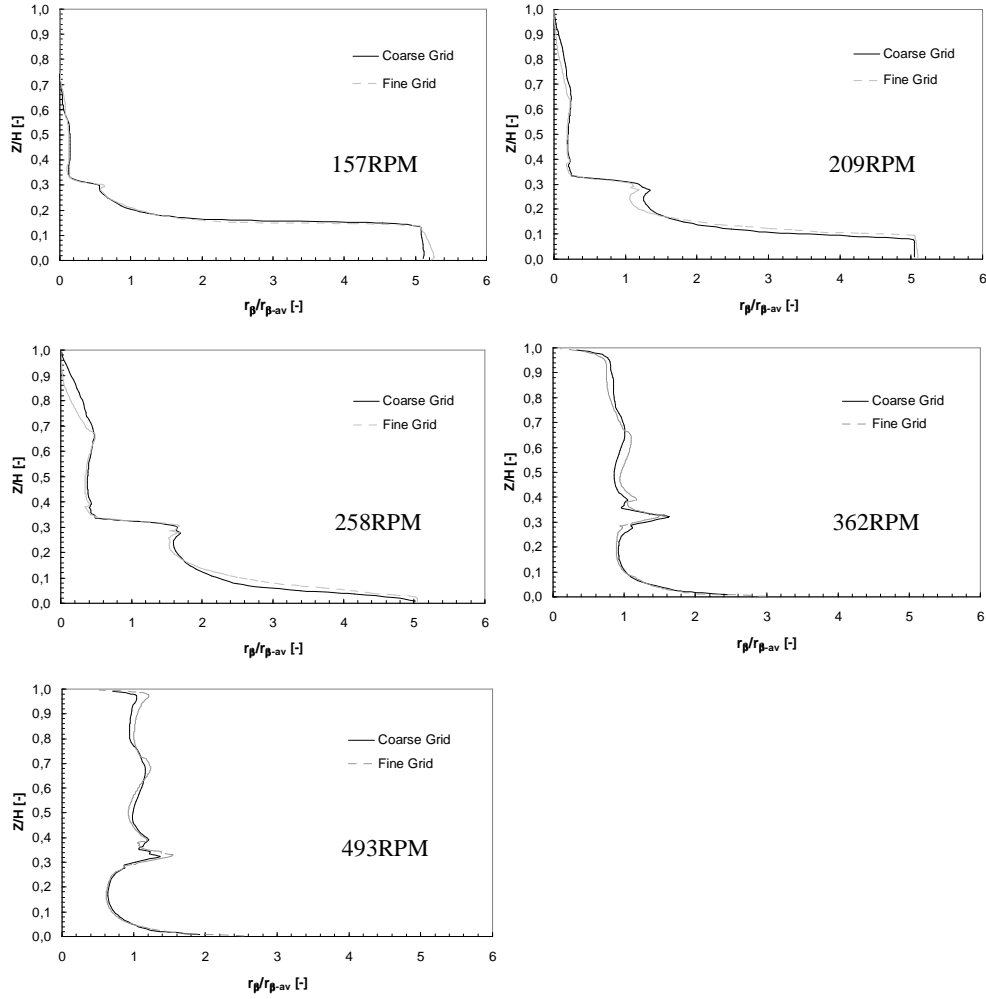 1,0
0,9
0,8
0,7
0,6
0,5
0,4
0,3
0,2
0,1
0,0
Z/H [-]
Coarse Grid
Fine Grid
157RPM
0 1 2 3 4 5 6
rβ/rβ-av [-]
1,0
0,9
0,8
0,7
0,6
0,5
0,4
0,3
0,2
0,1
0,0
Z/H [-]
Coarse Grid
Fine Grid
209RPM
0 1 2 3 4 5 6
rβ/rβ-av [-]
1,0
0,9
0,8
0,7
0,6
0,5
0,4
0,3
0,2
0,1
0,0
Z/H [-]
Coarse Grid
Fine Grid
258RPM
0 1 2 3 4 5 6
rβ/rβ-av [-]
1,0
0,9
0,8
0,7
0,6
0,5
0,4
0,3
0,2
0,1
0,0
Z/H [-]
Coarse Grid
Fine Grid
362RPM
0 1 2 3 4 5 6
rβ/rβ-av [-]
1,0
0,9
0,8
0,7
0,6
0,5
0,4
0,3
0,2
0,1
0,0
Z/H [-]
Coarse Grid
Fine Grid
493RPM
0 1 2 3 4 5 6
rβ/rβ-av [-]